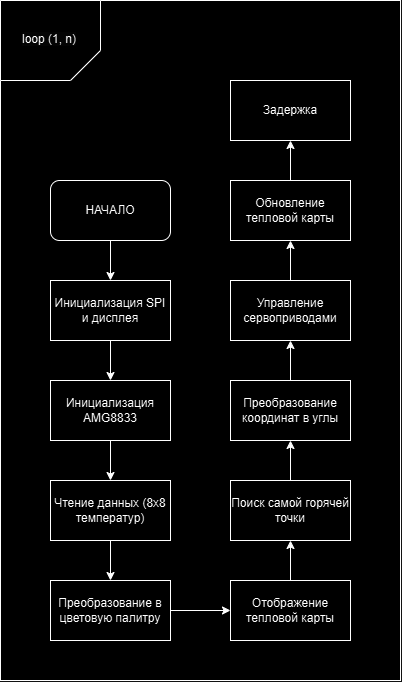 loop (1, n)
НАЧАЛО
Инициализация SPI
и дисплея
Инициализация
AMG8833
Чтение данных (8x8
температур)
Преобразование в
цветовую палитру
Отображение
тепловой карты
Поиск самой горячей
точки
Преобразование
координат в углы
Управление
сервоприводами
Обновление
тепловой карты
Задержка